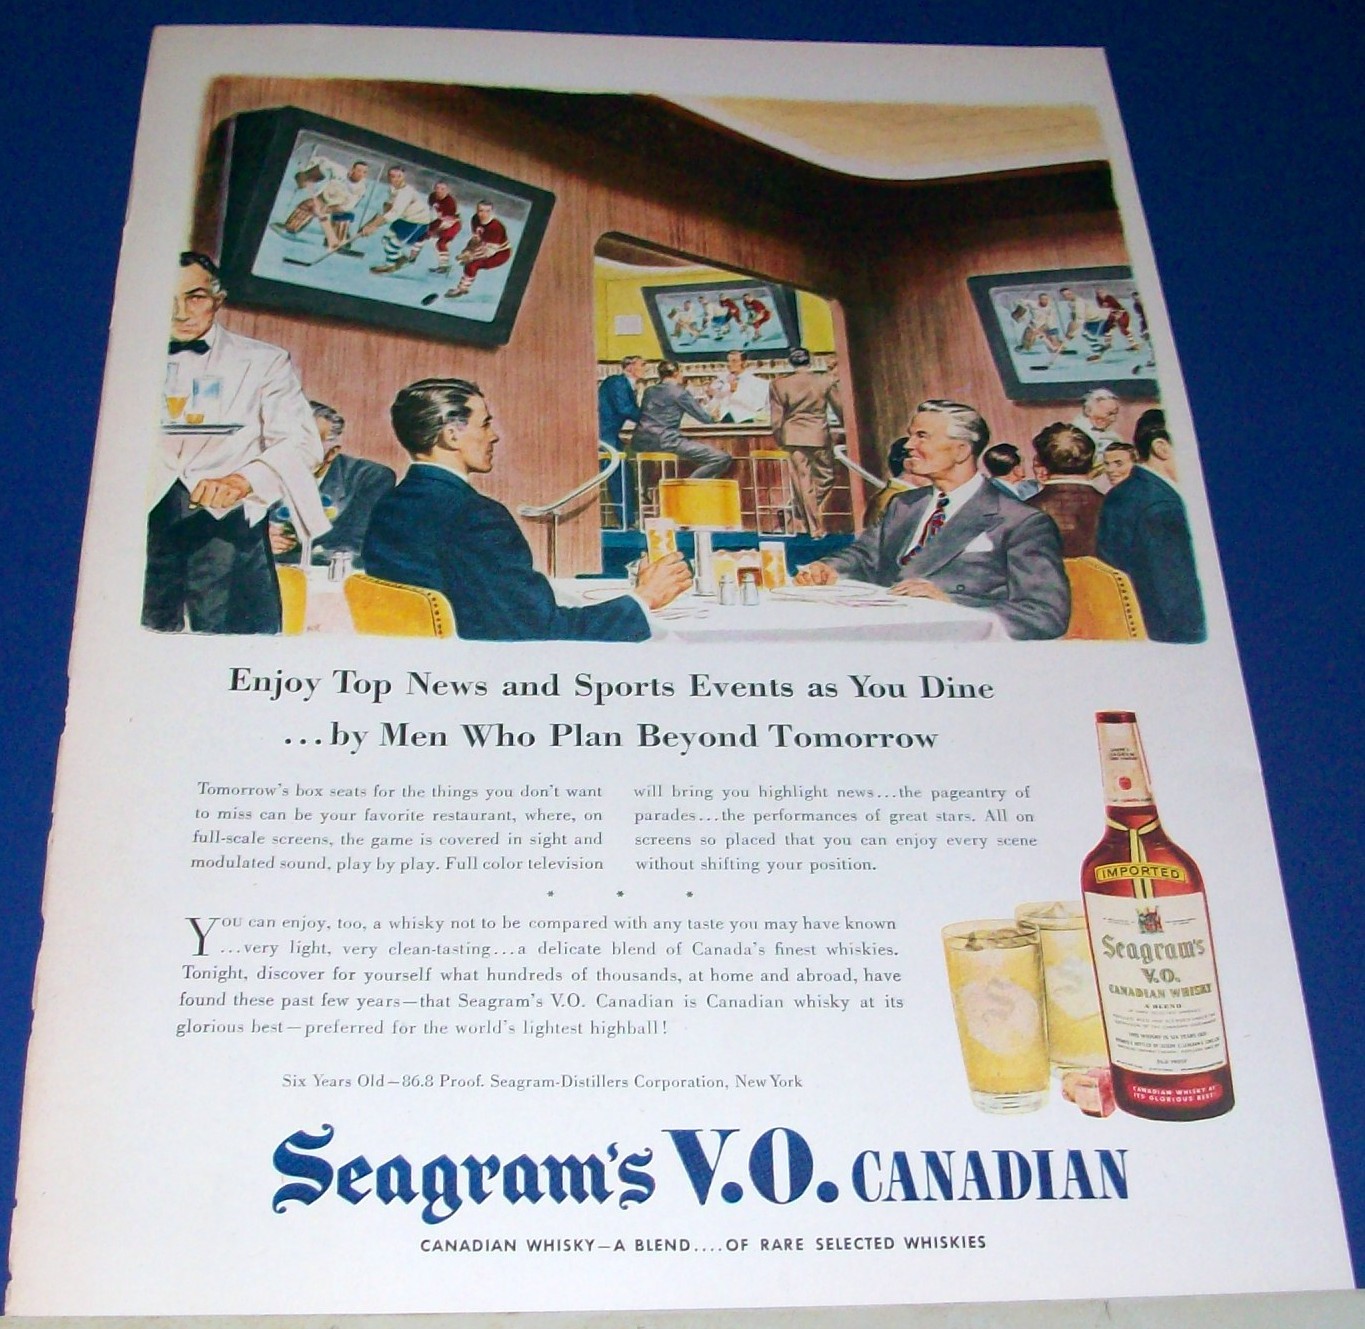 Enjoy Top News and Sports Events as You Dine
...by Men Who Plan Beyond Tomorrow
Tomorrow's box seats for the things you don't want
to miss can be your favorite restaurant, where, on
full-scale screens, the game is covered in sight and
modulated sound, play by play. Full color television
will bring you highlight news...the pageantry of
parades...the performances of great stars. All on
screens so placed that you can enjoy every scene
without shifting your position.
* * *
You can enjoy, too, a whisky not to be compared with any taste you may have known
...very light, very clean-tasting...a delicate blend of Canada's finest whiskies.
Tonight, discover for yourself what hundreds of thousands, at home and abroad, have
found these past few years—that Seagram's V.O. Canadian is Canadian whisky at its
glorious best—preferred for the world's lightest highball!
Six Years Old—86.8 Proof. Seagram-Distillers Corporation, New York
IMPORTED
Seagram's
V.O.
CANADIAN WHISKY
A BLEND
CANADIAN WHISKY AT
ITS GLORIOUS BEST
S
S
Seagram's V.O. CANADIAN
CANADIAN WHISKY—A BLEND....OF RARE SELECTED WHISKIES